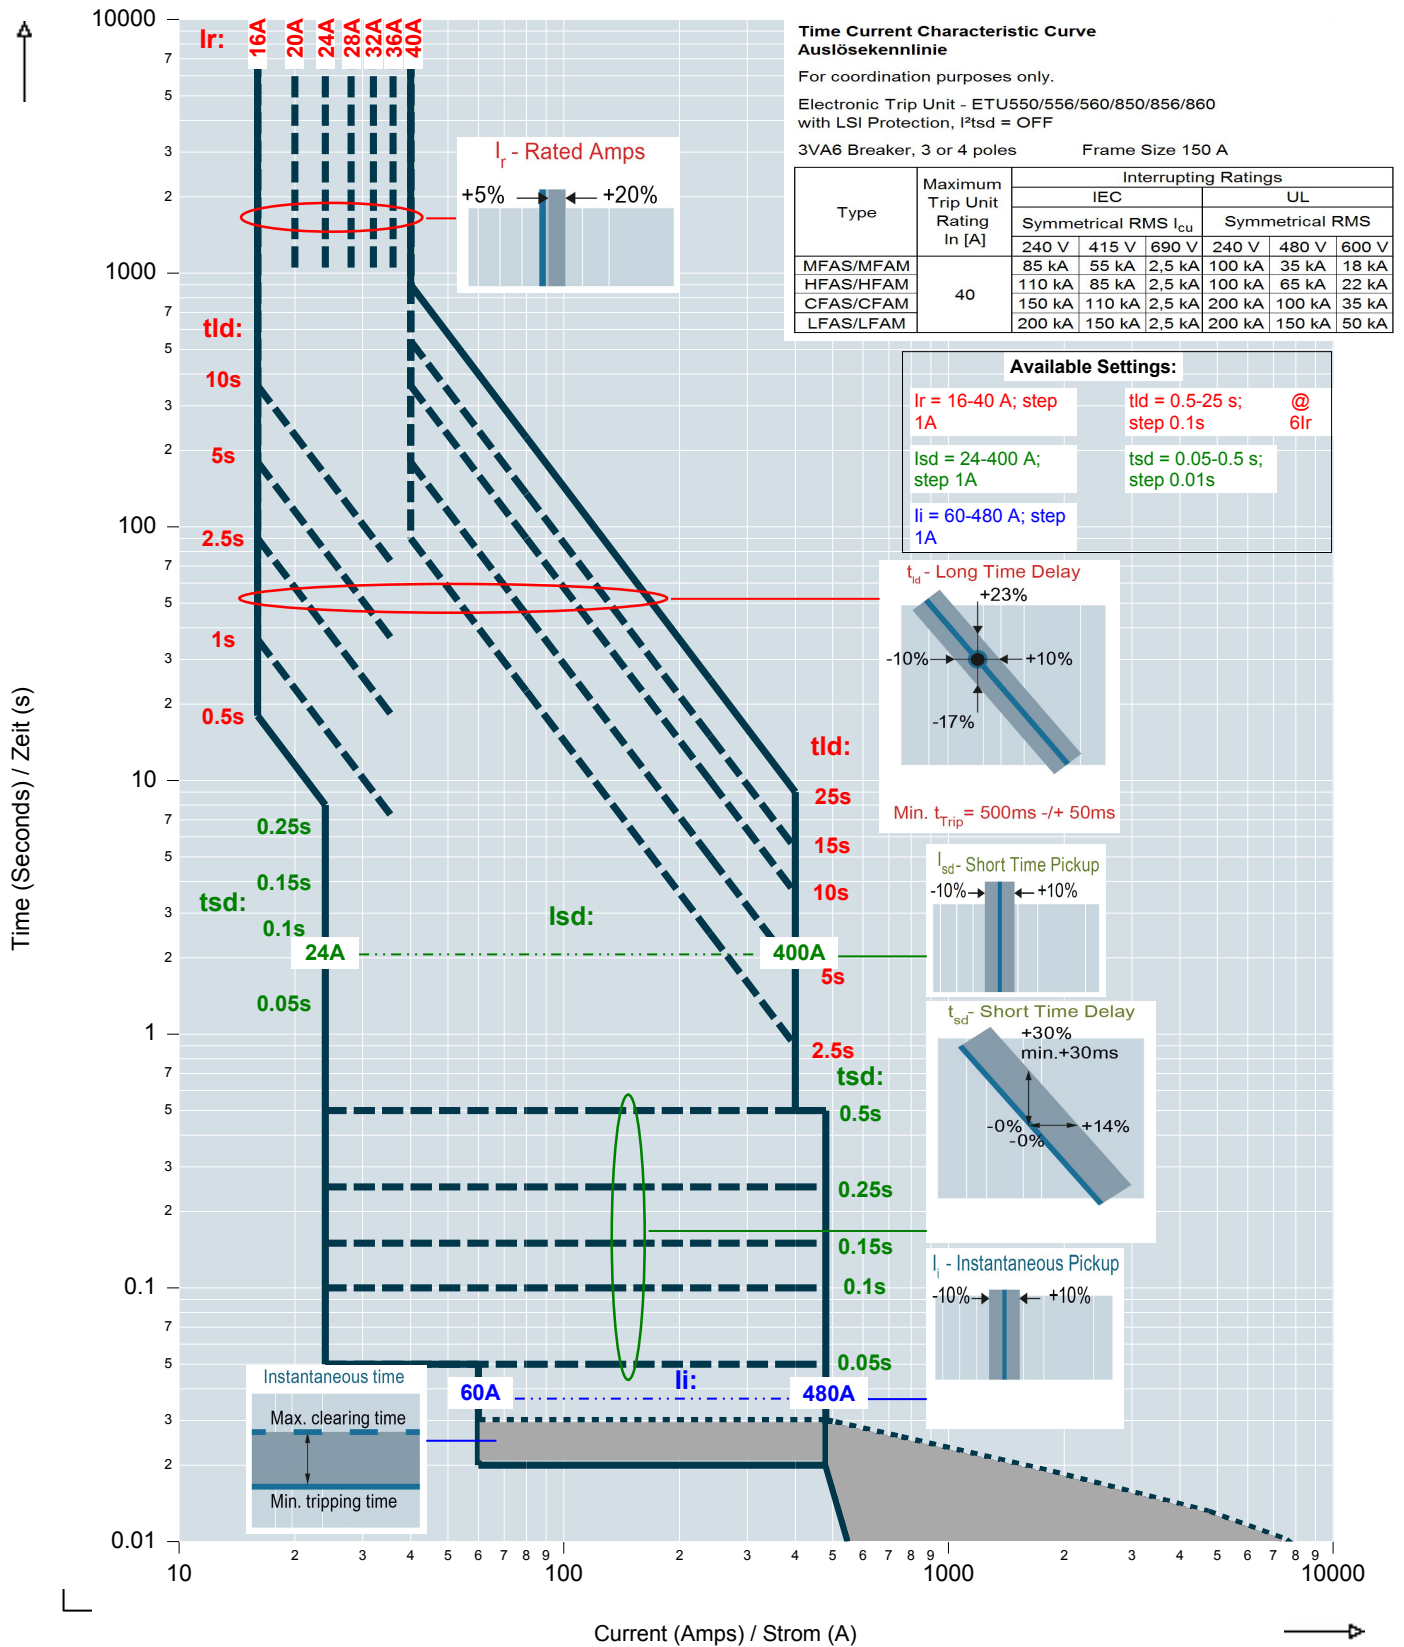 Time Current Characteristic Curve
Auslösekennlinie
For coordination purposes only.
Electronic Trip Unit - ETU550/556/560/850/856/860
with LSI Protection, I²tsd = OFF
3VA6 Breaker, 3 or 4 poles Frame Size 150 A
Type
Maximum
Trip Unit
Rating
In [A]
Interrupting Ratings
IEC UL
Symmetrical RMS Icu Symmetrical RMS
240 V 415 V 690 V 240 V 480 V 600 V
MFAS/MFAM 85 kA 55 kA 2,5 kA 100 kA 35 kA 18 kA
HFAS/HFAM 110 kA 85 kA 2,5 kA 100 kA 65 kA 22 kA
40
CFAS/CFAM 150 kA 110 kA 2,5 kA 200 kA 100 kA 35 kA
LFAS/LFAM 200 kA 150 kA 2,5 kA 200 kA 150 kA 50 kA
Available Settings:
Ir = 16-40 A; step
1A
tld = 0.5-25 s;
step 0.1s
@
6Ir
Isd = 24-400 A;
step 1A
tsd = 0.05-0.5 s;
step 0.01s
Ii = 60-480 A; step
1A
Ir:
16A
20A
24A
28A
32A
36A
40A
Ir - Rated Amps
+5% +20%
tld:
10s
5s
2.5s
1s
0.5s
tld - Long Time Delay
+23%
-10% +10%
-17%
Min. tTrip= 500ms -/+ 50ms
tld:
25s
15s
10s
5s
2.5s
tsd:
0.25s
0.15s
0.1s
0.05s
Isd:
24A
400A
Isd- Short Time Pickup
-10% +10%
tsd- Short Time Delay
+30%
min.+30ms
-0% +14%
-0%
tsd:
0.5s
0.25s
0.15s
0.1s
0.05s
Ii - Instantaneous Pickup
-10% +10%
Ii:
60A
480A
Instantaneous time
Max. clearing time
Min. tripping time
Time (Seconds) / Zeit (s)
10000
7
5
3
2
1000
7
5
3
2
100
7
5
3
2
10
7
5
3
2
1
7
5
3
2
0.1
7
5
3
2
0.01
2 3 4 5 6 7 8 9 2 3 4 5 6 7 8 9 2 3 4 5 6 7 8 9
10 100 1000 10000
Current (Amps) / Strom (A)